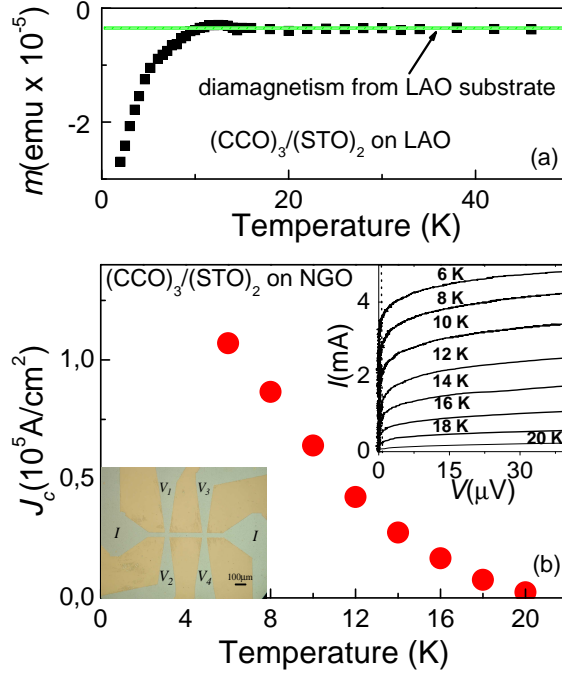 0
-2
m(emu x 10⁻⁵)
diamagnetism from LAO substrate
(CCO)₃/(STO)₂ on LAO
(a)
0 20 40
Temperature (K)
(CCO)₃/(STO)₂ on NGO
1,0
0,5
0,0
J꜀(10⁵A/cm²)
6 K
8 K
10 K
12 K
14 K
16 K
18 K
20 K
4
2
0
I(mA)
0 15 30
V(μV)
V₁ V₃
I I
V₂ V₄
100μm
(b)
0 4 8 12 16 20
Temperature (K)